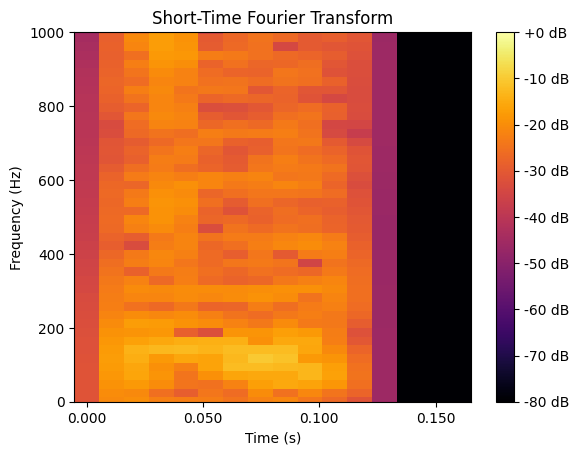 Short-Time Fourier Transform
Frequency (Hz)
1000
800
600
400
200
0
0.000
0.050
0.100
0.150
Time (s)
+0 dB
-10 dB
-20 dB
-30 dB
-40 dB
-50 dB
-60 dB
-70 dB
-80 dB